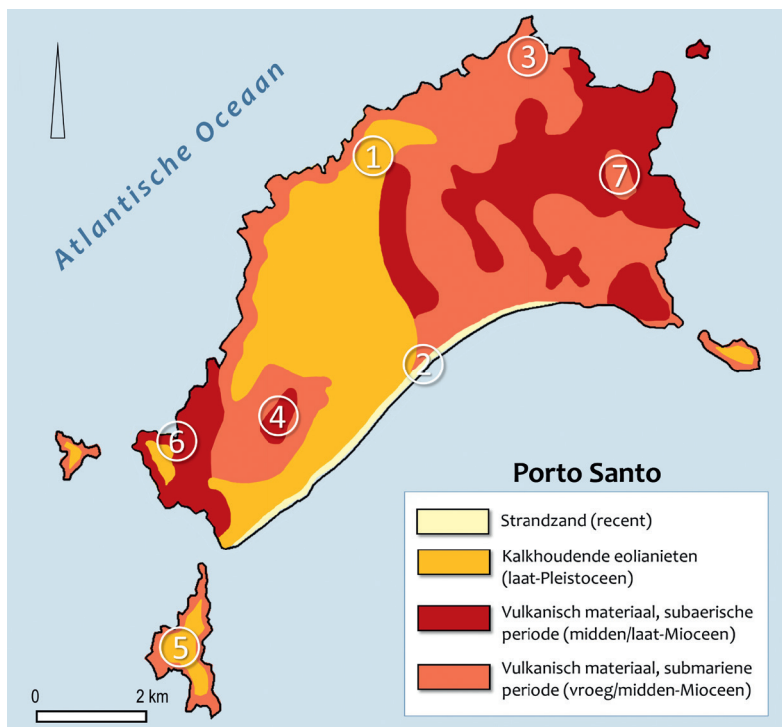 Atlantische Oceaan
3
1
7
2
4
6
5
Porto Santo
Strandzand (recent)
Kalkhoudende eolianieten
(laat-Pleistoceen)
Vulkanisch materiaal, subaerische
periode (midden/laat-Mioceen)
Vulkanisch materiaal, submariene
periode (vroeg/midden-Mioceen)
0 2 km